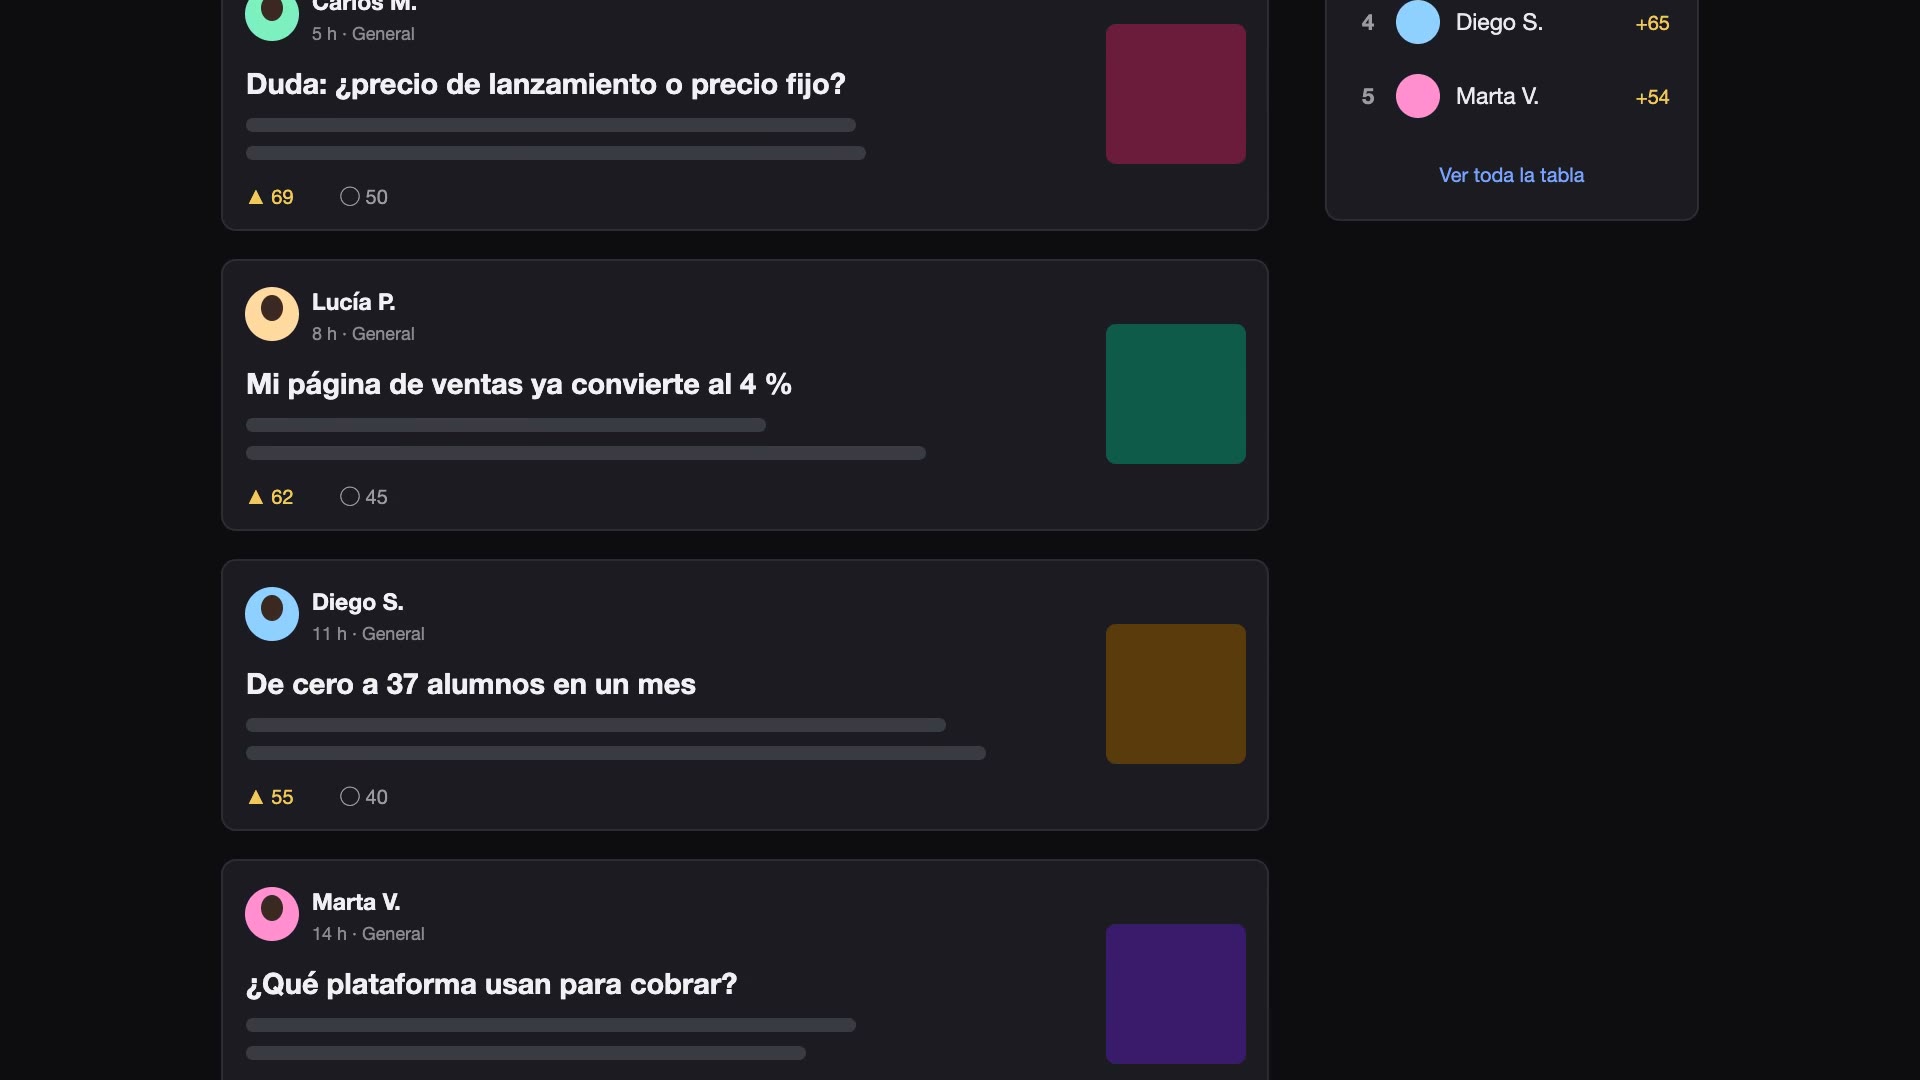 Carlos M.
5 h · General
Duda: ¿precio de lanzamiento o precio fijo?
▲ 69 ◯ 50
Lucía P.
8 h · General
Mi página de ventas ya convierte al 4 %
▲ 62 ◯ 45
Diego S.
11 h · General
De cero a 37 alumnos en un mes
▲ 55 ◯ 40
Marta V.
14 h · General
¿Qué plataforma usan para cobrar?
4 Diego S. +65
5 Marta V. +54
Ver toda la tabla